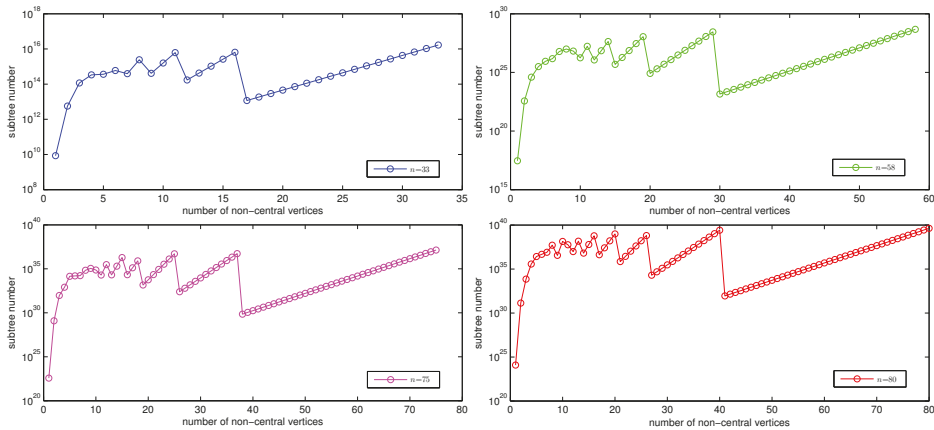 10^18
10^16
10^14
10^12
10^10
10^8
subtree number
0 5 10 15 20 25 30 35
number of non-central vertices
n=33
10^30
10^25
10^20
10^15
subtree number
0 10 20 30 40 50 60
number of non-central vertices
n=58
10^40
10^35
10^30
10^25
10^20
subtree number
0 10 20 30 40 50 60 70 80
number of non-central vertices
n=75
10^40
10^35
10^30
10^25
10^20
subtree number
0 10 20 30 40 50 60 70 80
number of non-central vertices
n=80